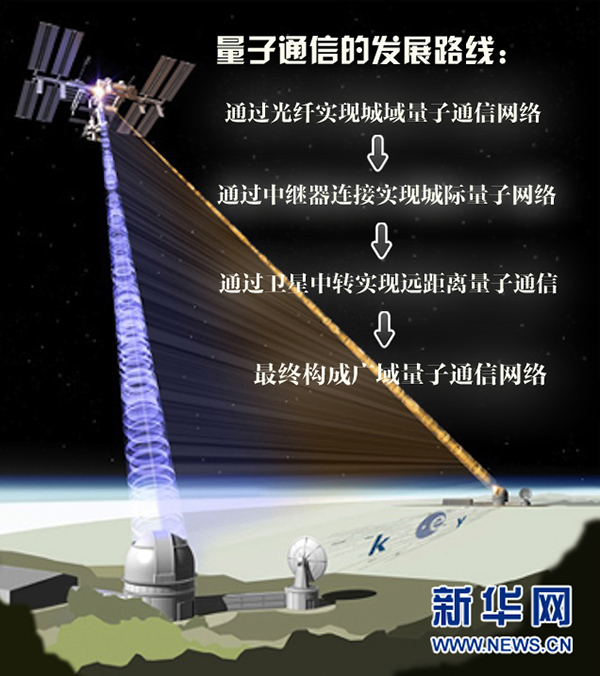 量子通信的发展路线：
通过光纤实现城域量子通信网络
通过中继器连接实现城际量子网络
通过卫星中转实现远距离量子通信
最终构成广域量子通信网络
K e y
新华网
WWW.NEWS.CN